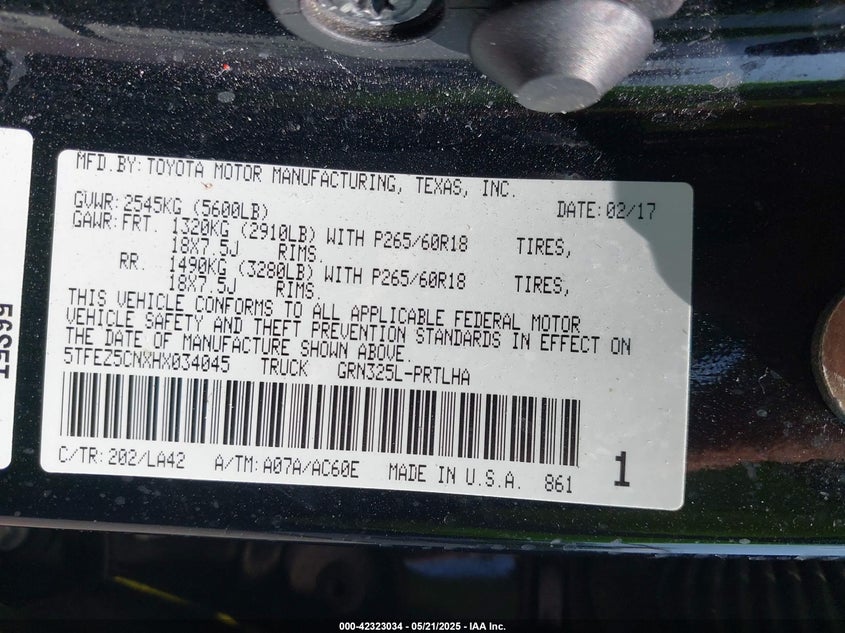 MFD.BY:TOYOTA MOTOR MANUFACTURING, TEXAS, INC.
GVWR:2545KG (5600LB) DATE:02/17
GAWR:FRT. 1320KG (2910LB) WITH P265/60R18 TIRES,
18X7.5J RIMS.
RR. 1490KG (3280LB) WITH P265/60R18 TIRES,
18X7.5J RIMS.
THIS VEHICLE CONFORMS TO ALL APPLICABLE FEDERAL MOTOR
VEHICLE SAFETY AND THEFT PREVENTION STANDARDS IN EFFECT ON
THE DATE OF MANUFACTURE SHOWN ABOVE.
5TFEZ5CNXHX034045 TRUCK GRN325L-PRTLHA
C/TR:202/LA42 A/TM:A07A/AC60E MADE IN U.S.A. 861
1
000-42323034 - 05/21/2025 - IAA Inc.